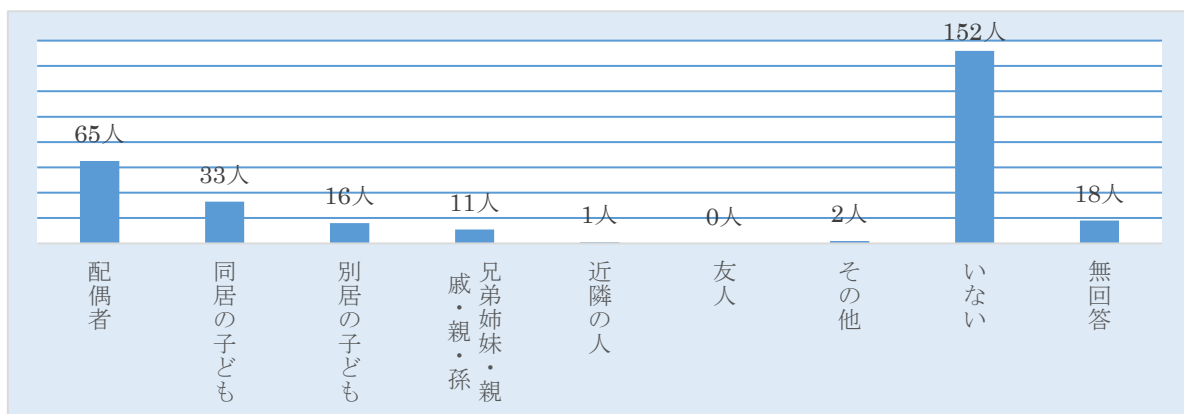 65人
33人
16人
11人
1人
0人
2人
152人
18人
配偶者
同居の子ども
別居の子ども
兄弟姉妹・親
戚・親・孫
近隣の人
友人
その他
いない
無回答